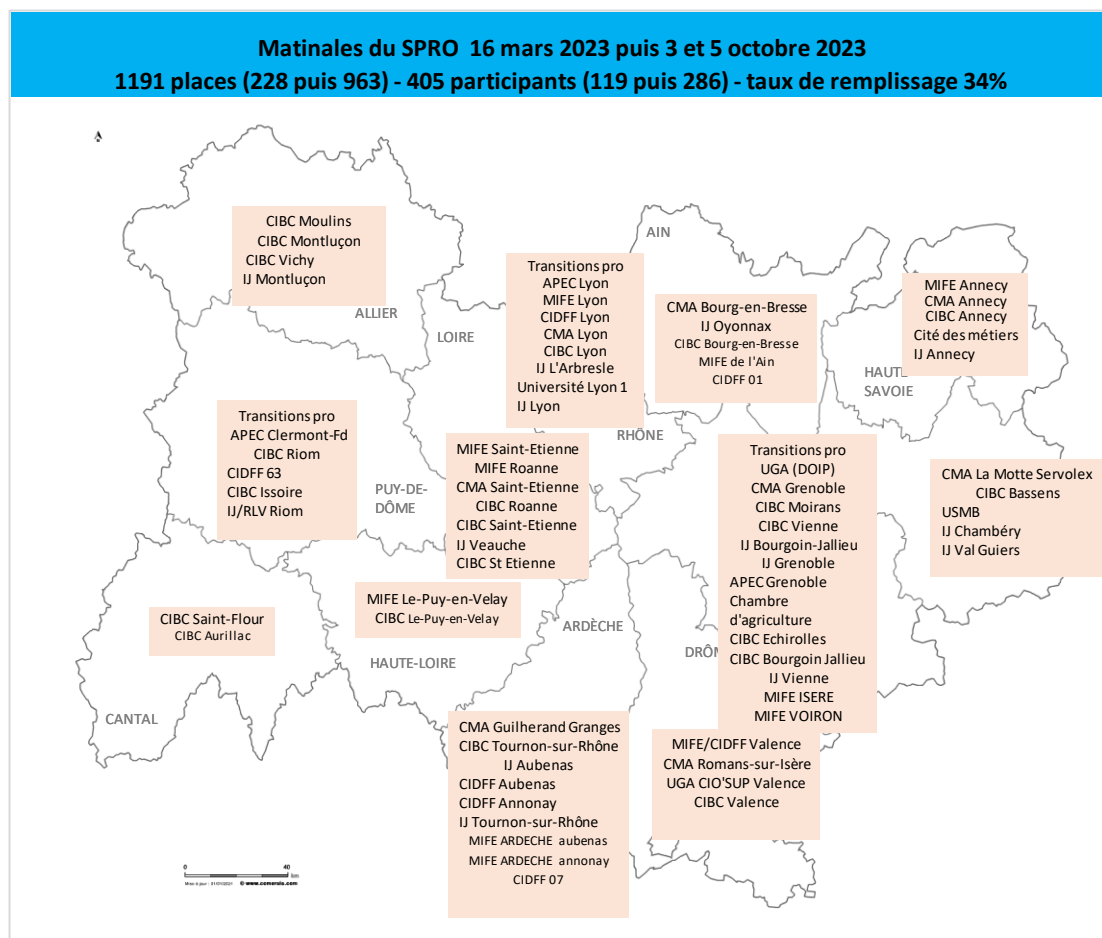 Matinales du SPRO 16 mars 2023 puis 3 et 5 octobre 2023
1191 places (228 puis 963) - 405 participants (119 puis 286) - taux de remplissage 34%
CIBC Moulins
CIBC Montluçon
CIBC Vichy
IJ Montluçon
ALLIER
LOIRE
AIN
Transitions pro
APEC Lyon
MIFE Lyon
CIDFF Lyon
CMA Lyon
CIBC Lyon
IJ L'Arbresle
Université Lyon 1
IJ Lyon
RHÔNE
CMA Bourg-en-Bresse
IJ Oyonnax
CIBC Bourg-en-Bresse
MIFE de l'Ain
CIDFF 01
MIFE Annecy
CMA Annecy
CIBC Annecy
Cité des métiers
IJ Annecy
HAUTE
SAVOIE
Transitions pro
APEC Clermont-Fd
CIBC Riom
CIDFF 63
CIBC Issoire
IJ/RLV Riom
PUY-DE-
DÔME
MIFE Saint-Etienne
MIFE Roanne
CMA Saint-Etienne
CIBC Roanne
CIBC Saint-Etienne
IJ Veauche
CIBC St Etienne
Transitions pro
UGA (DOIP)
CMA Grenoble
CIBC Moirans
CIBC Vienne
IJ Bourgoin-Jallieu
IJ Grenoble
APEC Grenoble
Chambre
d'agriculture
CIBC Echirolles
CIBC Bourgoin Jallieu
IJ Vienne
MIFE ISERE
MIFE VOIRON
CMA La Motte Servolex
CIBC Bassens
USMB
IJ Chambéry
IJ Val Guiers
CIBC Saint-Flour
CIBC Aurillac
CANTAL
MIFE Le-Puy-en-Velay
CIBC Le-Puy-en-Velay
HAUTE-LOIRE
ARDÈCHE
DRÔM
CMA Guilherand Granges
CIBC Tournon-sur-Rhône
IJ Aubenas
CIDFF Aubenas
CIDFF Annonay
IJ Tournon-sur-Rhône
MIFE ARDECHE aubenas
MIFE ARDECHE annonay
CIDFF 07
MIFE/CIDFF Valence
CMA Romans-sur-Isère
UGA CIO'SUP Valence
CIBC Valence
0 40
km
www.comersis.com